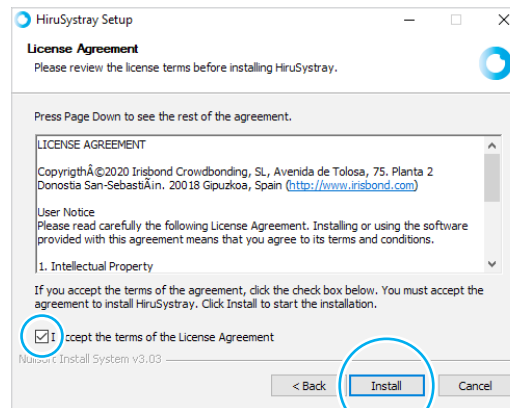 HiruSystray Setup
License Agreement
Please review the license terms before installing HiruSystray.
Press Page Down to see the rest of the agreement.
LICENSE AGREEMENT
CopyrigthÂ©2020 Irisbond Crowdbonding, SL, Avenida de Tolosa, 75. Planta 2
Donostia San-SebastiÃin. 20018 Gipuzkoa, Spain (http://www.irisbond.com)
User Notice
Please read carefully the following License Agreement. Installing or using the software
provided with this agreement means that you agree to its terms and conditions.
1. Intellectual Property
If you accept the terms of the agreement, click the check box below. You must accept the
agreement to install HiruSystray. Click Install to start the installation.
I accept the terms of the License Agreement
Nullsoft Install System v3.03
< Back Install Cancel